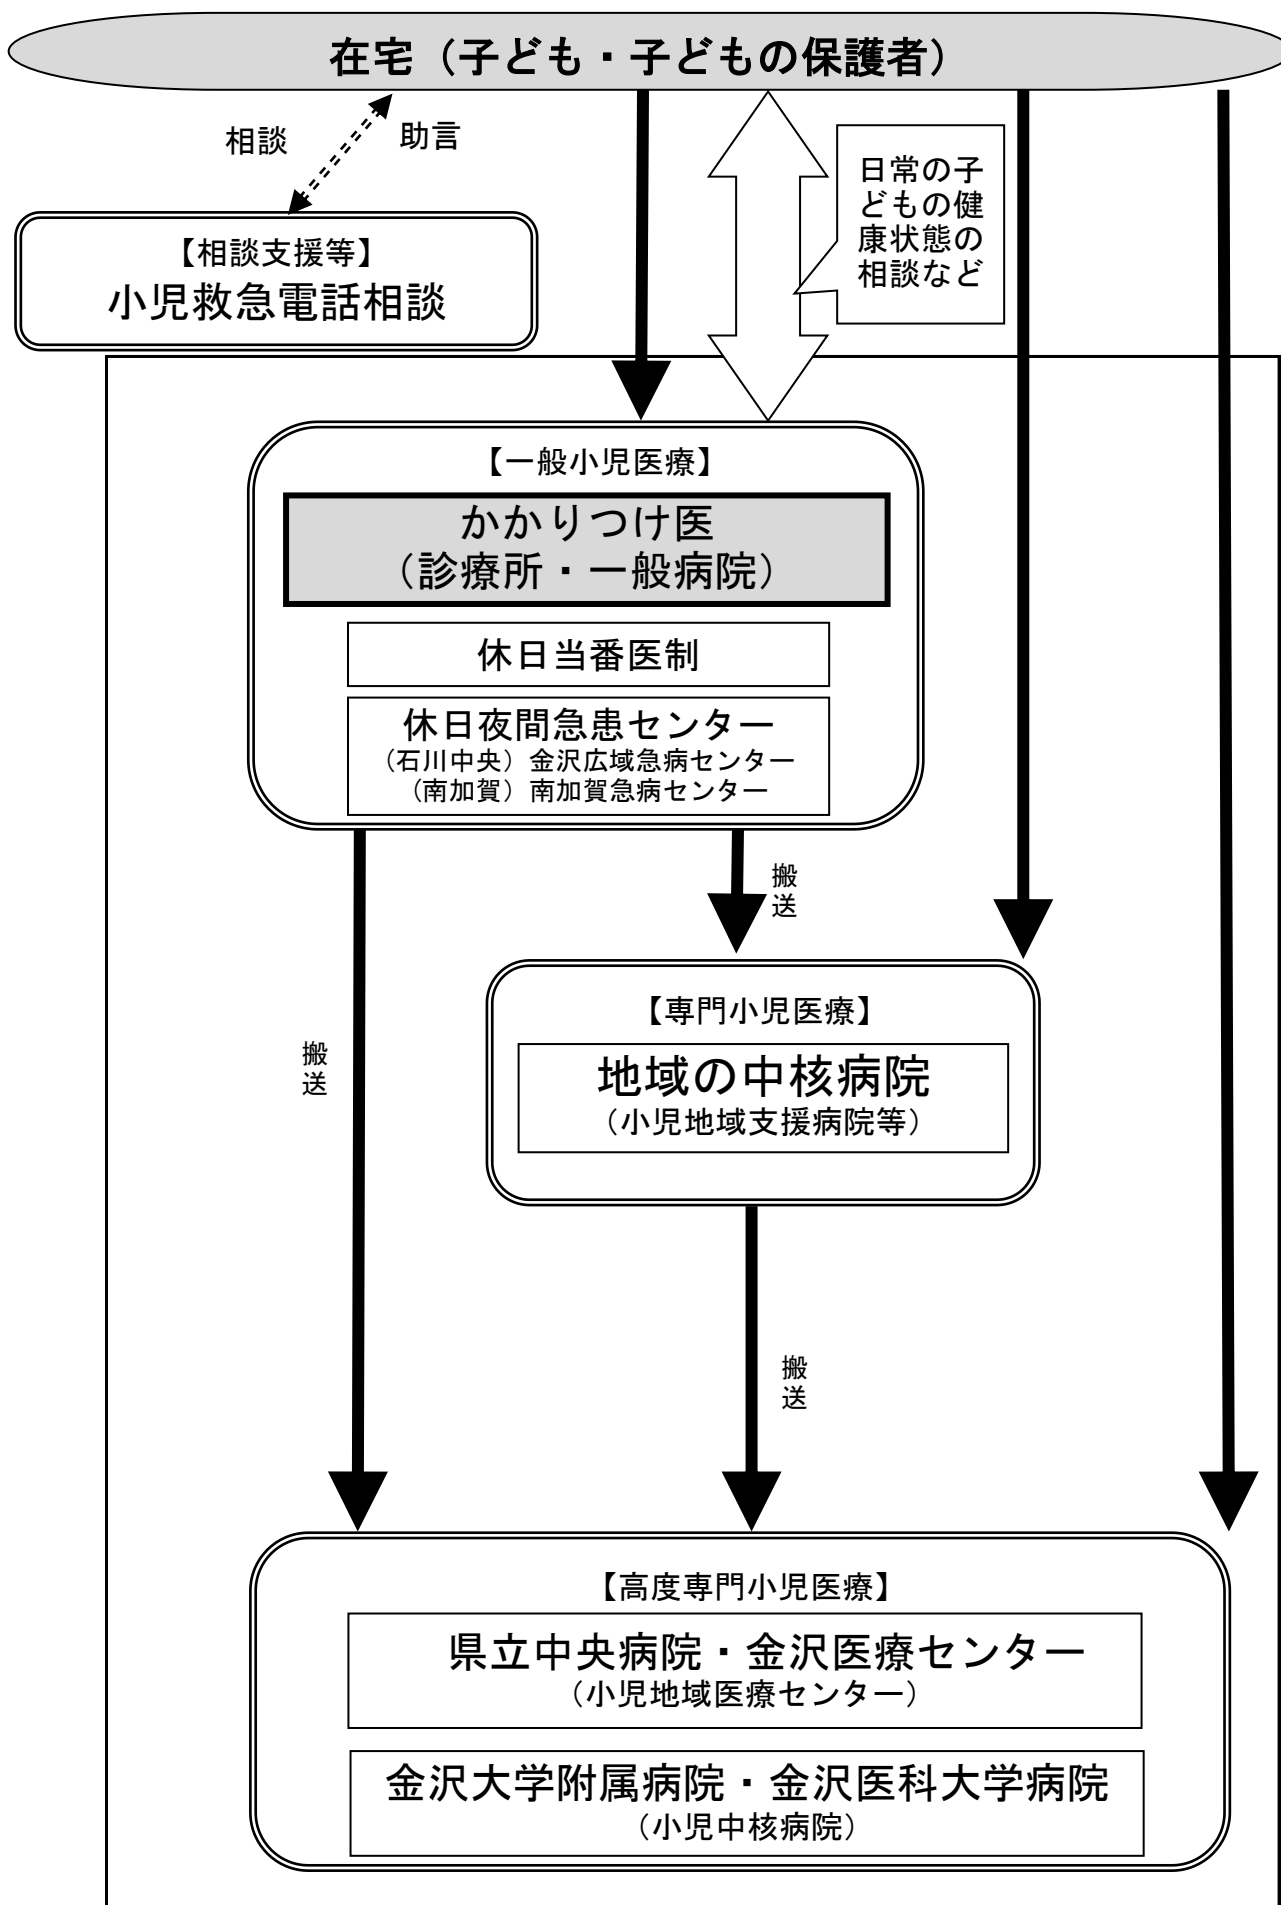 在宅（子ども・子どもの保護者）
相談
助言
日常の子
どもの健
康状態の
相談など
【相談支援等】
小児救急電話相談
【一般小児医療】
かかりつけ医
（診療所・一般病院）
休日当番医制
休日夜間急患センター
（石川中央）金沢広域急病センター
（南加賀）南加賀急病センター
搬送
【専門小児医療】
地域の中核病院
（小児地域支援病院等）
搬送
搬送
【高度専門小児医療】
県立中央病院・金沢医療センター
（小児地域医療センター）
金沢大学附属病院・金沢医科大学病院
（小児中核病院）